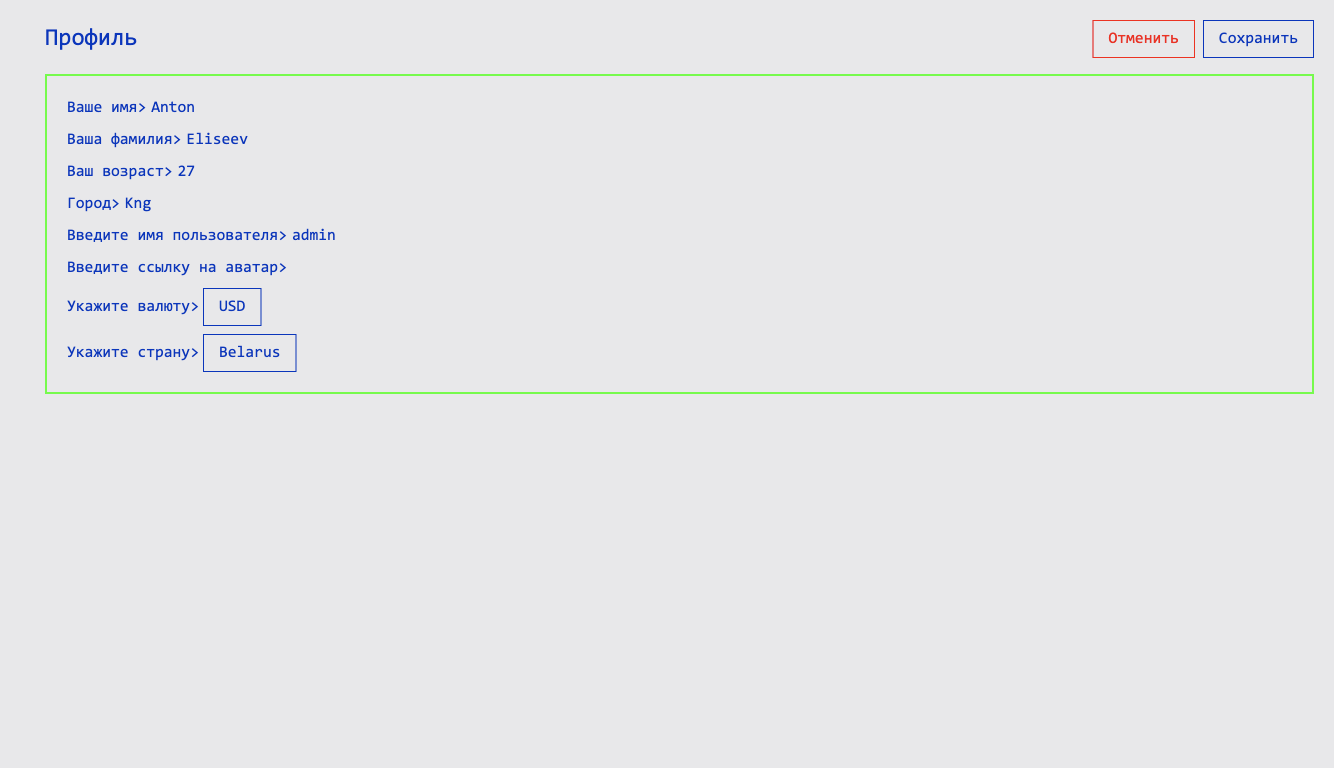 Профиль
Отменить Сохранить
Ваше имя> Anton
Ваша фамилия> Eliseev
Ваш возраст> 27
Город> Kng
Введите имя пользователя> admin
Введите ссылку на аватар>
Укажите валюту> USD
Укажите страну> Belarus